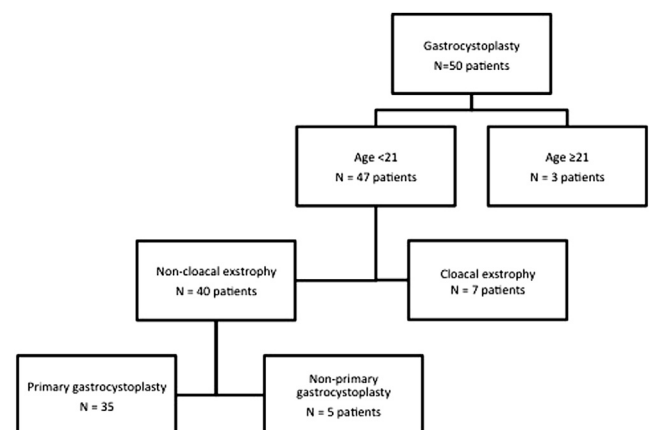 Gastrocystoplasty
N=50 patients
Age <21
N = 47 patients
Age ≥21
N = 3 patients
Non-cloacal exstrophy
N = 40 patients
Cloacal exstrophy
N = 7 patients
Primary gastrocystoplasty
N = 35
Non-primary
gastrocystoplasty
N = 5 patients